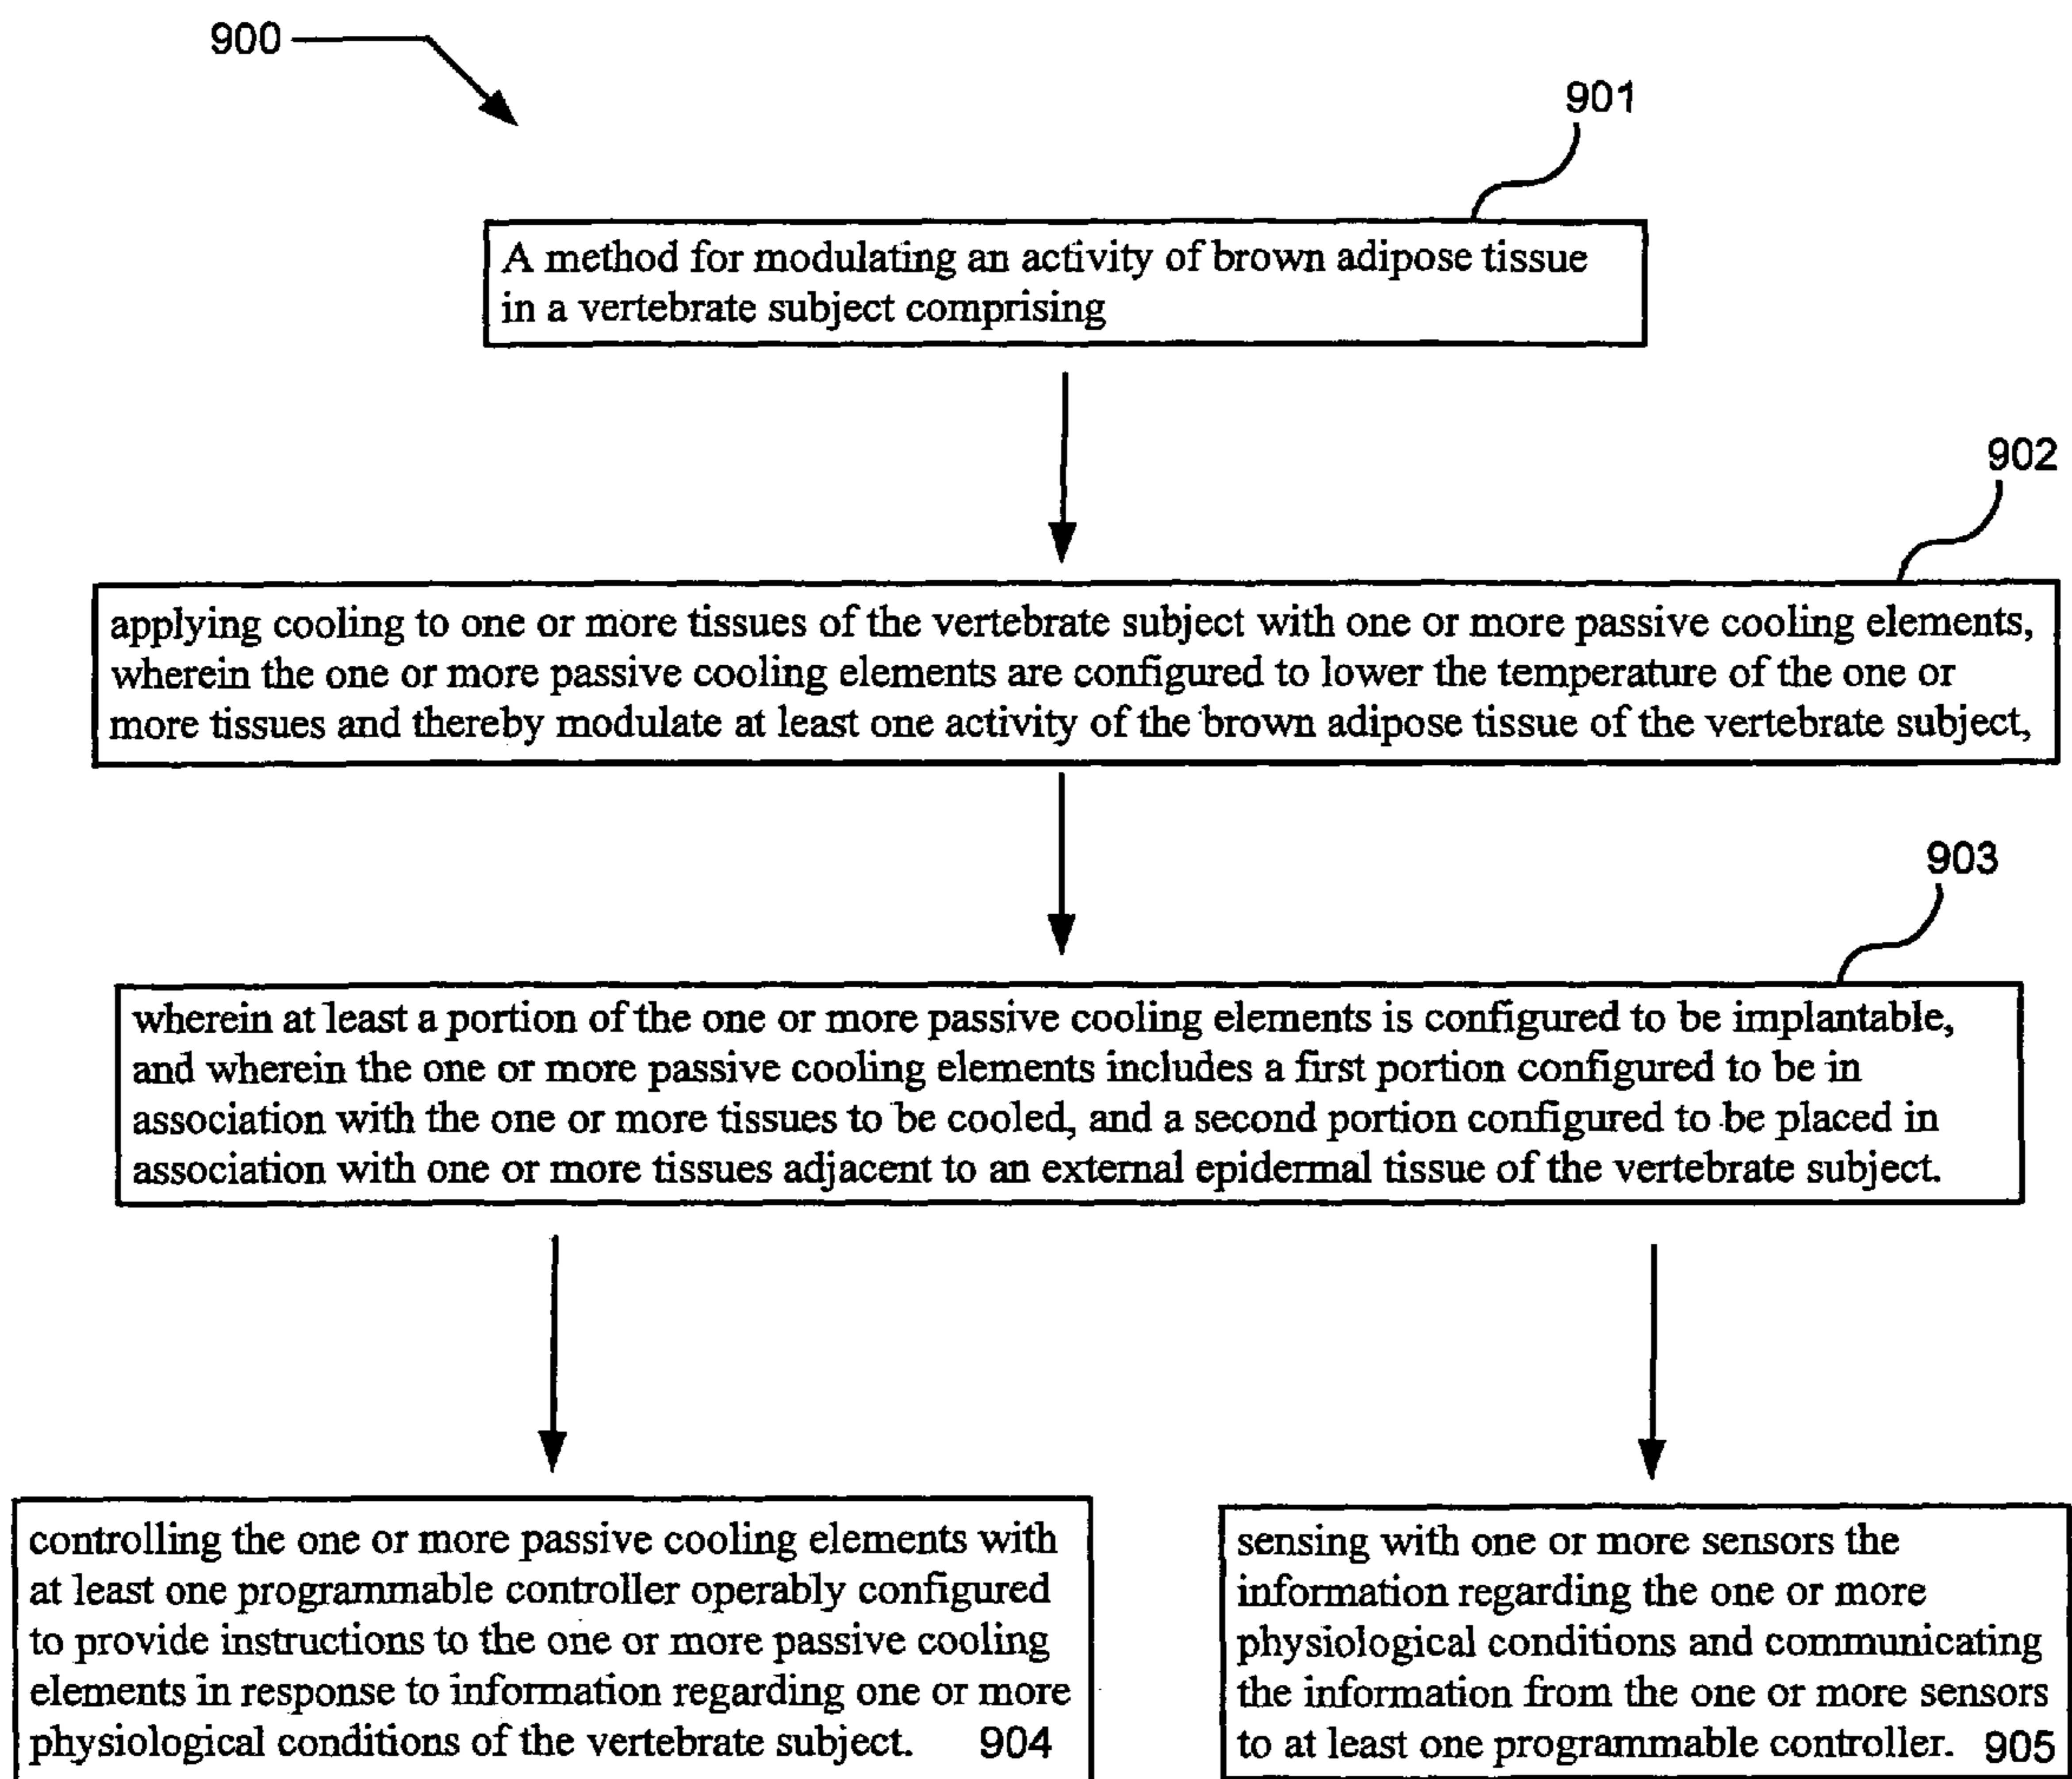 900
901
A method for modulating an activity of brown adipose tissue
in a vertebrate subject comprising
902
applying cooling to one or more tissues of the vertebrate subject with one or more passive cooling elements,
wherein the one or more passive cooling elements are configured to lower the temperature of the one or
more tissues and thereby modulate at least one activity of the brown adipose tissue of the vertebrate subject,
903
wherein at least a portion of the one or more passive cooling elements is configured to be implantable,
and wherein the one or more passive cooling elements includes a first portion configured to be in
association with the one or more tissues to be cooled, and a second portion configured to be placed in
association with one or more tissues adjacent to an external epidermal tissue of the vertebrate subject.
controlling the one or more passive cooling elements with
at least one programmable controller operably configured
to provide instructions to the one or more passive cooling
elements in response to information regarding one or more
physiological conditions of the vertebrate subject. 904
sensing with one or more sensors the
information regarding the one or more
physiological conditions and communicating
the information from the one or more sensors
to at least one programmable controller. 905